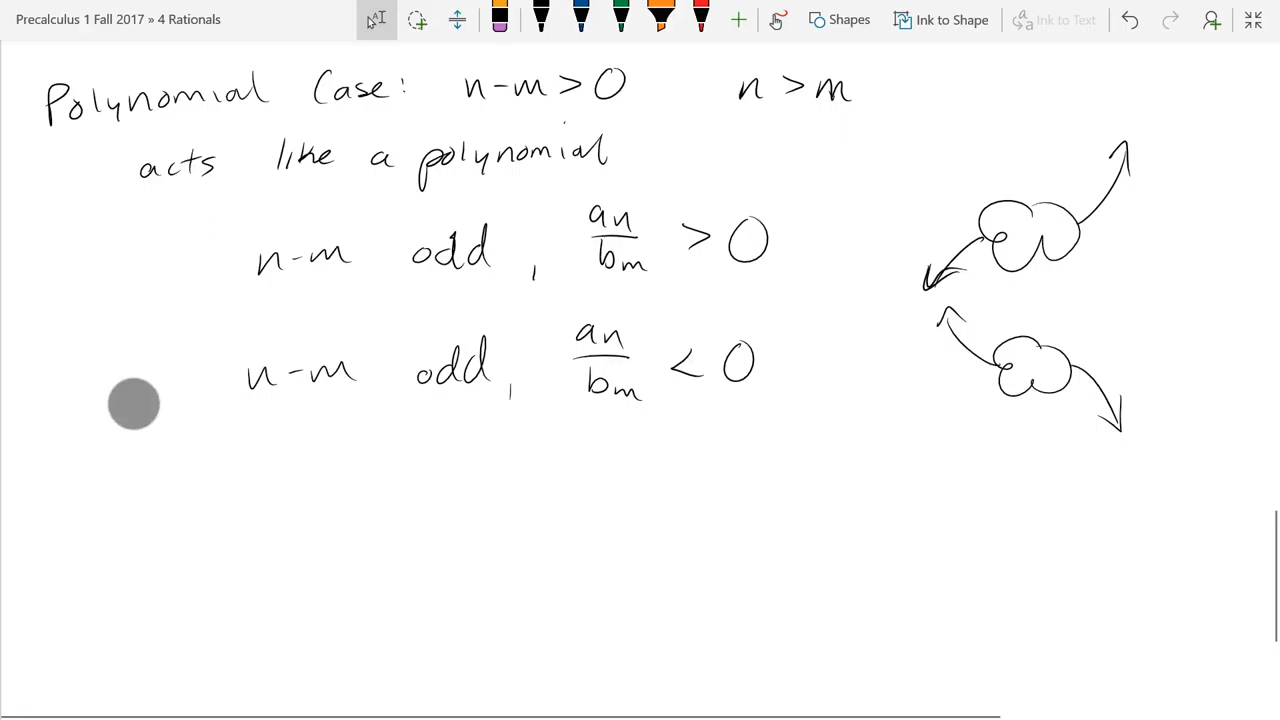 Precalculus 1 Fall 2017 » 4 Rationals Shapes Ink to Shape Ink to Text
Polynomial Case: n-m > 0 n > m
acts like a polynomial
n-m odd, an/bm > 0
n-m odd, an/bm < 0